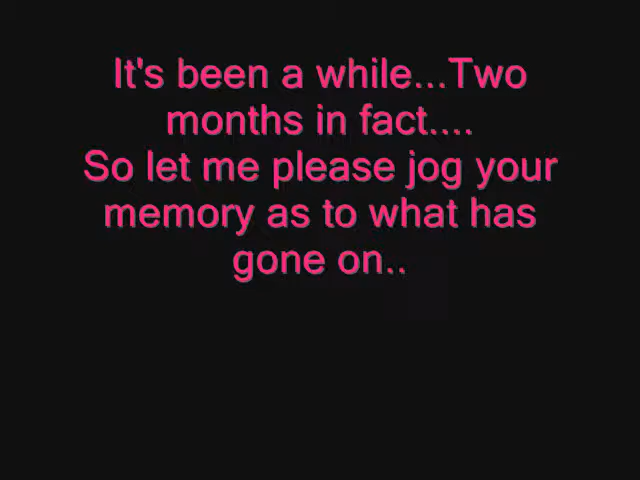 It's been a while...Two
months in fact....
So let me please jog your
memory as to what has
gone on..